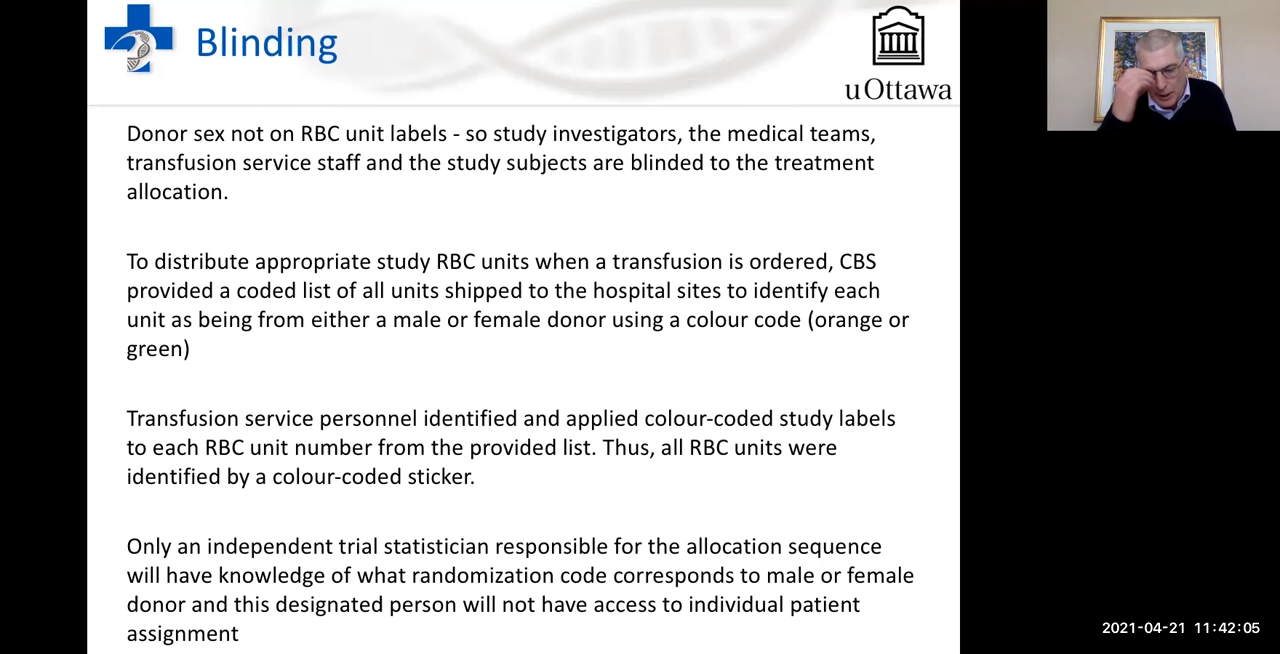 Blinding
uOttawa
Donor sex not on RBC unit labels - so study investigators, the medical teams,
transfusion service staff and the study subjects are blinded to the treatment
allocation.
To distribute appropriate study RBC units when a transfusion is ordered, CBS
provided a coded list of all units shipped to the hospital sites to identify each
unit as being from either a male or female donor using a colour code (orange or
green)
Transfusion service personnel identified and applied colour-coded study labels
to each RBC unit number from the provided list. Thus, all RBC units were
identified by a colour-coded sticker.
Only an independent trial statistician responsible for the allocation sequence
will have knowledge of what randomization code corresponds to male or female
donor and this designated person will not have access to individual patient
assignment
2021-04-21 11:42:05